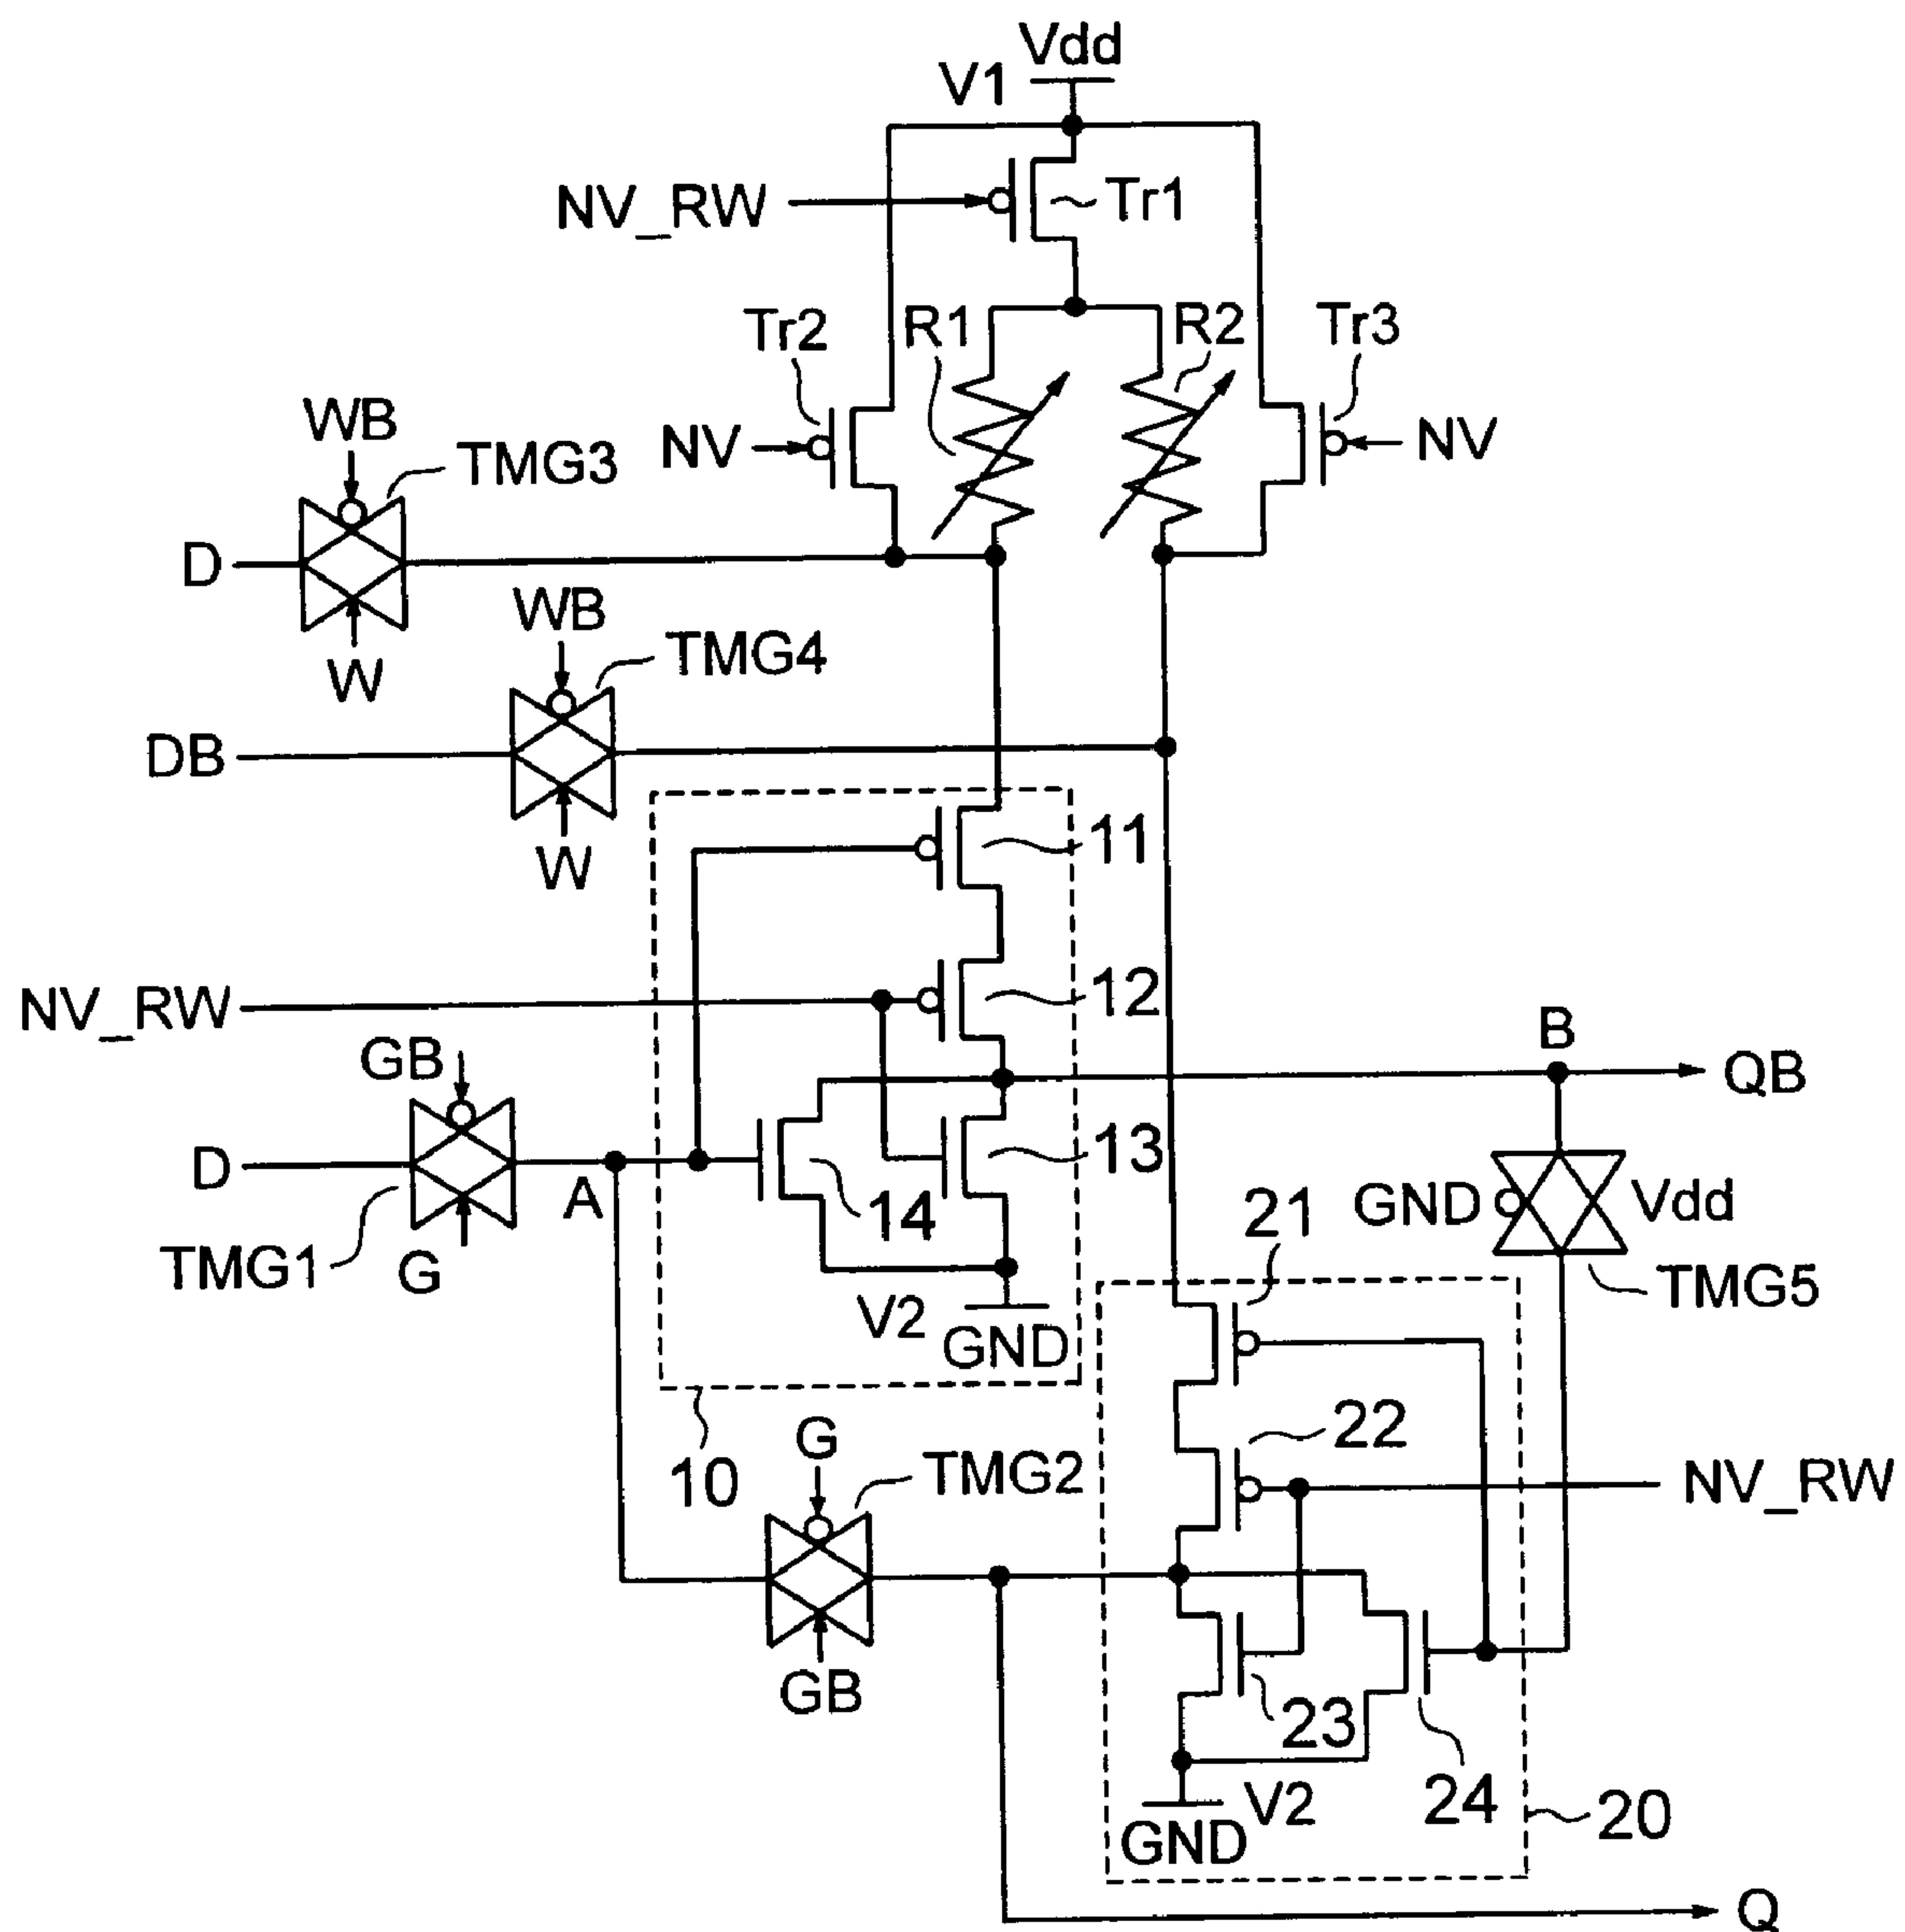 Vdd
V1
NV_RW
Tr1
Tr2
R1
R2
Tr3
WB
TMG3
NV
NV
D
WB
W
TMG4
DB
W
11
NV_RW
12
B
QB
GB
D
A
14
13
21
GND
Vdd
TMG1
G
V2
GND
TMG5
10
G
22
TMG2
NV_RW
GB
23
24
V2
20
GND
Q